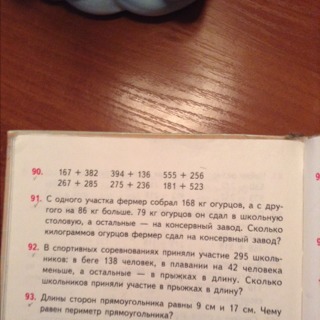 90. 167 + 382 394 + 136 555 + 256
267 + 285 275 + 236 181 + 523
91. С одного участка фермер собрал 168 кг огурцов, а с дру-
гого на 86 кг больше. 79 кг огурцов он сдал в школьную
столовую, а остальные — на консервный завод. Сколько
килограммов огурцов фермер сдал на консервный завод?
92. В спортивных соревнованиях приняли участие 295 школь-
ников: в беге 138 человек, в плавании на 42 человека
меньше, а остальные – в прыжках в длину. Сколько
школьников приняли участие в прыжках в длину?
93. Длины сторон прямоугольника равны 9 см и 17 см. Чему
равен периметр прямоугольника?